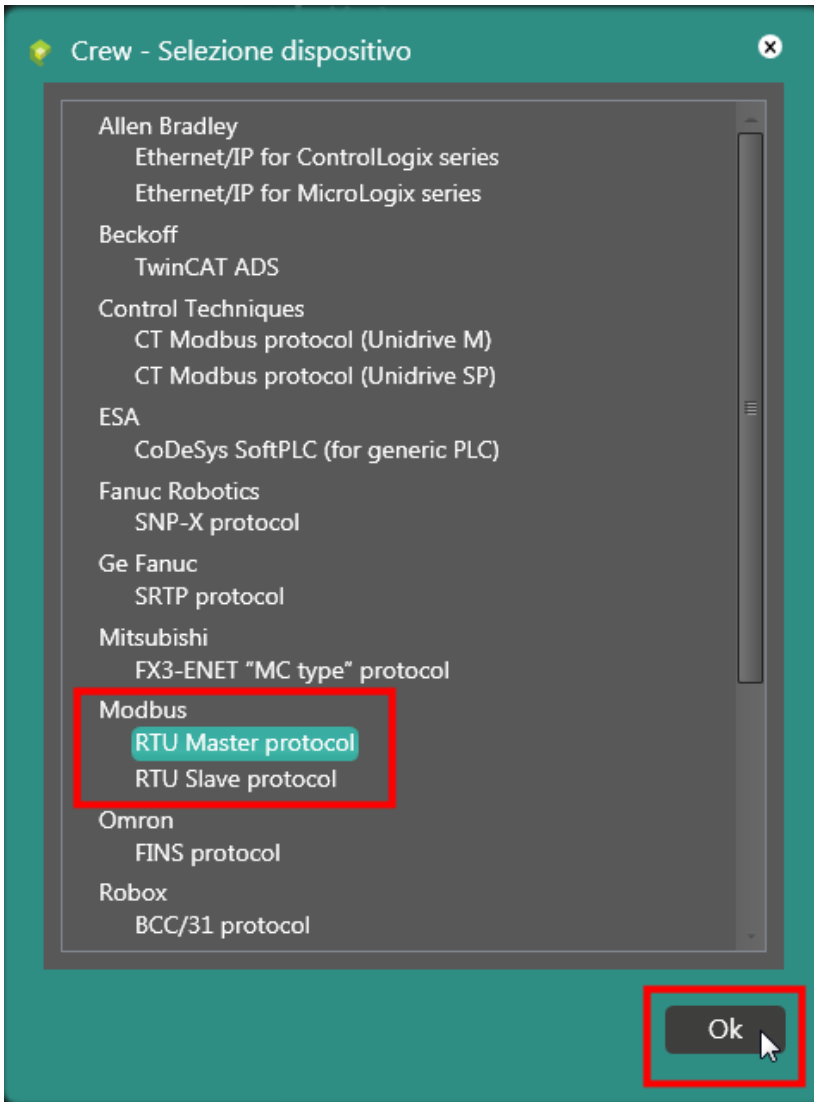 Crew - Selezione dispositivo
Allen Bradley
Ethernet/IP for ControlLogix series
Ethernet/IP for MicroLogix series
Beckoff
TwinCAT ADS
Control Techniques
CT Modbus protocol (Unidrive M)
CT Modbus protocol (Unidrive SP)
ESA
CoDeSys SoftPLC (for generic PLC)
Fanuc Robotics
SNP-X protocol
Ge Fanuc
SRTP protocol
Mitsubishi
FX3-ENET "MC type" protocol
Modbus
RTU Master protocol
RTU Slave protocol
Omron
FINS protocol
Robox
BCC/31 protocol
Ok